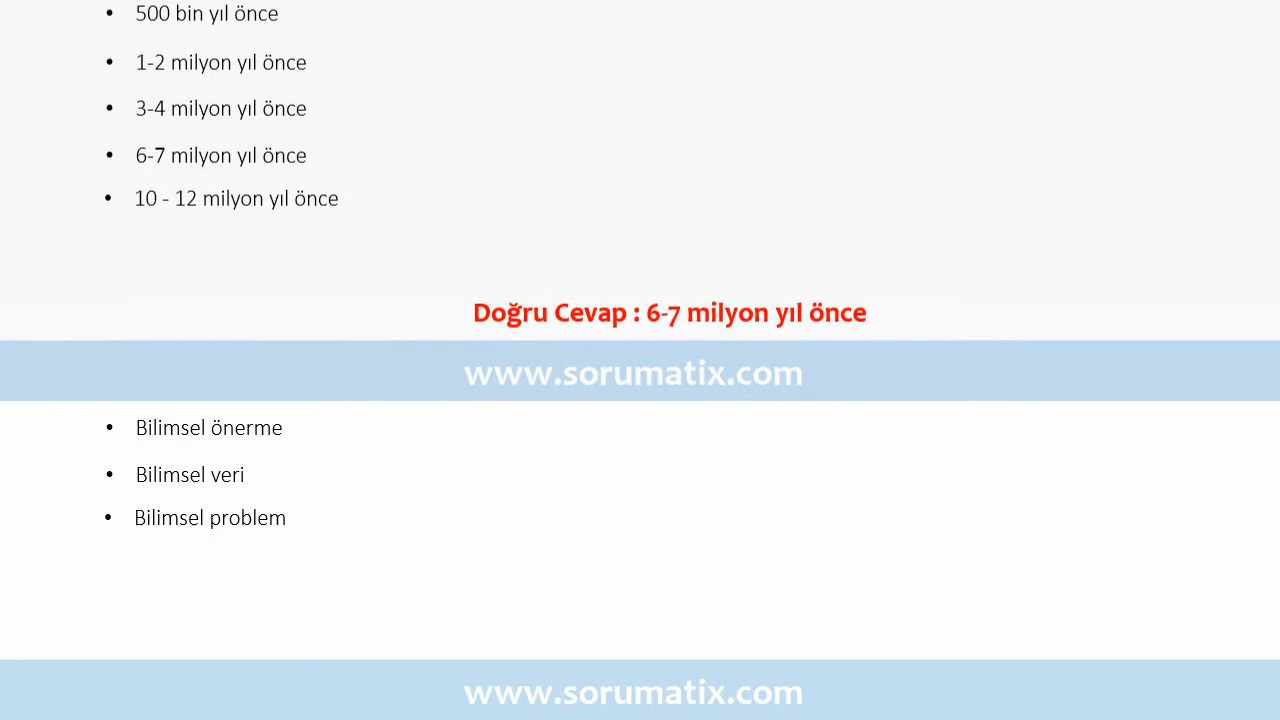 • 500 bin yıl önce
• 1-2 milyon yıl önce
• 3-4 milyon yıl önce
• 6-7 milyon yıl önce
• 10 - 12 milyon yıl önce
Doğru Cevap : 6-7 milyon yıl önce
www.sorumatix.com
• Bilimsel önerme
• Bilimsel veri
• Bilimsel problem
www.sorumatix.com